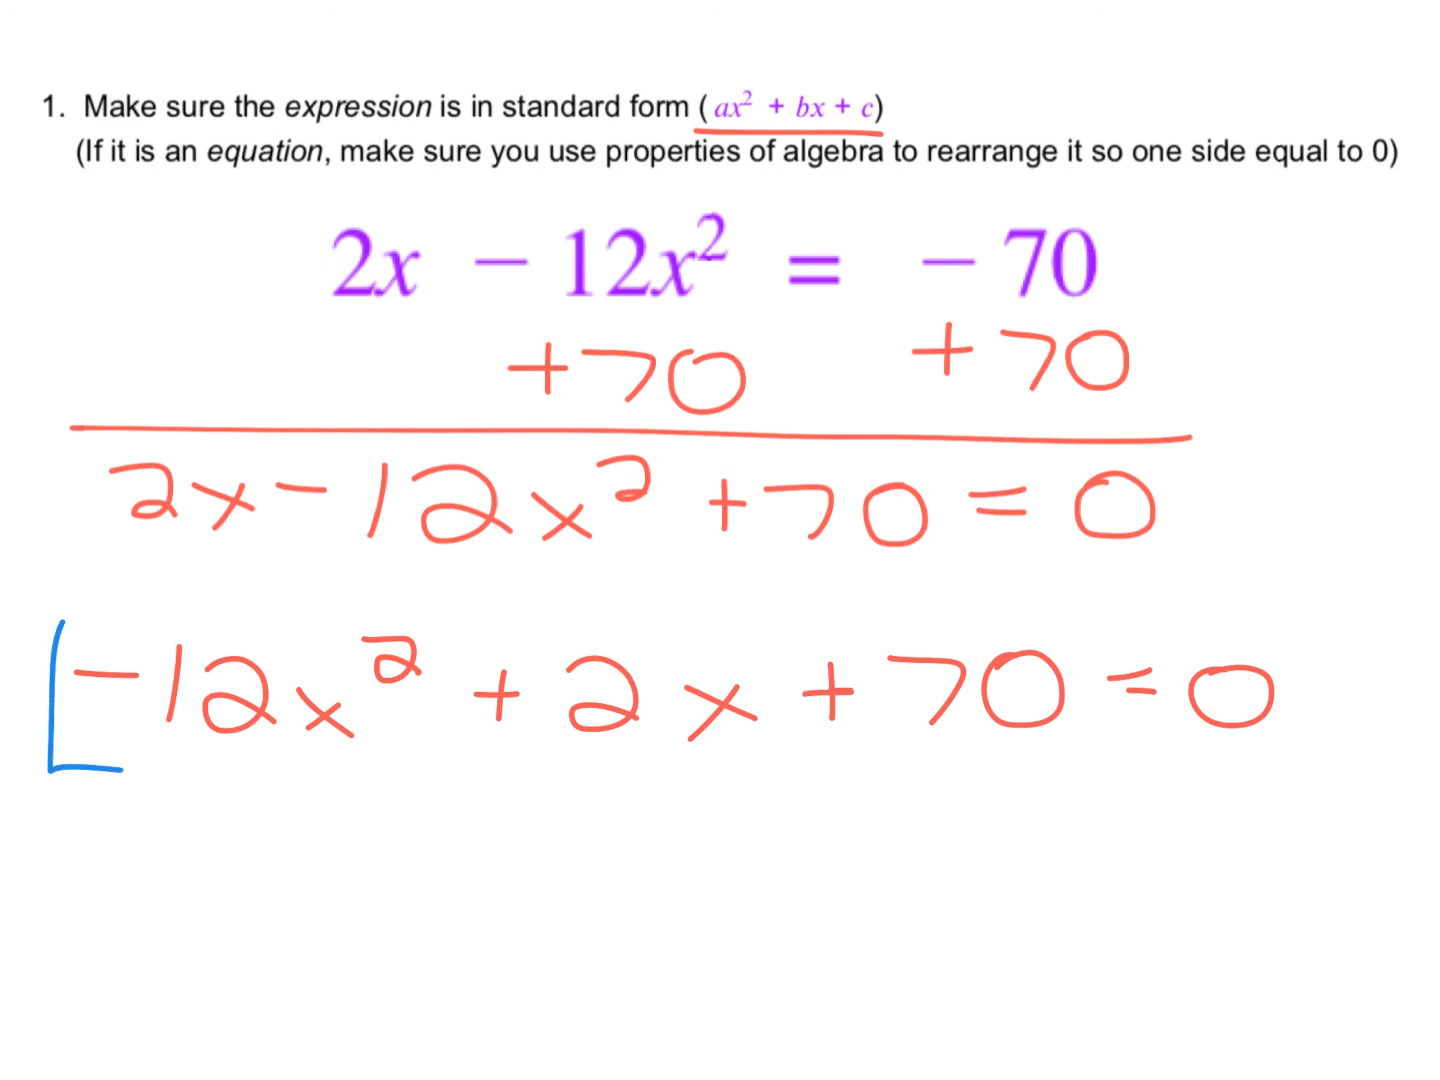 1. Make sure the expression is in standard form ( ax² + bx + c)
(If it is an equation, make sure you use properties of algebra to rearrange it so one side equal to 0)
2x − 12x² = − 70
+70 +70
2x − 12x² + 70 = 0
[−12x² + 2x + 70 = 0